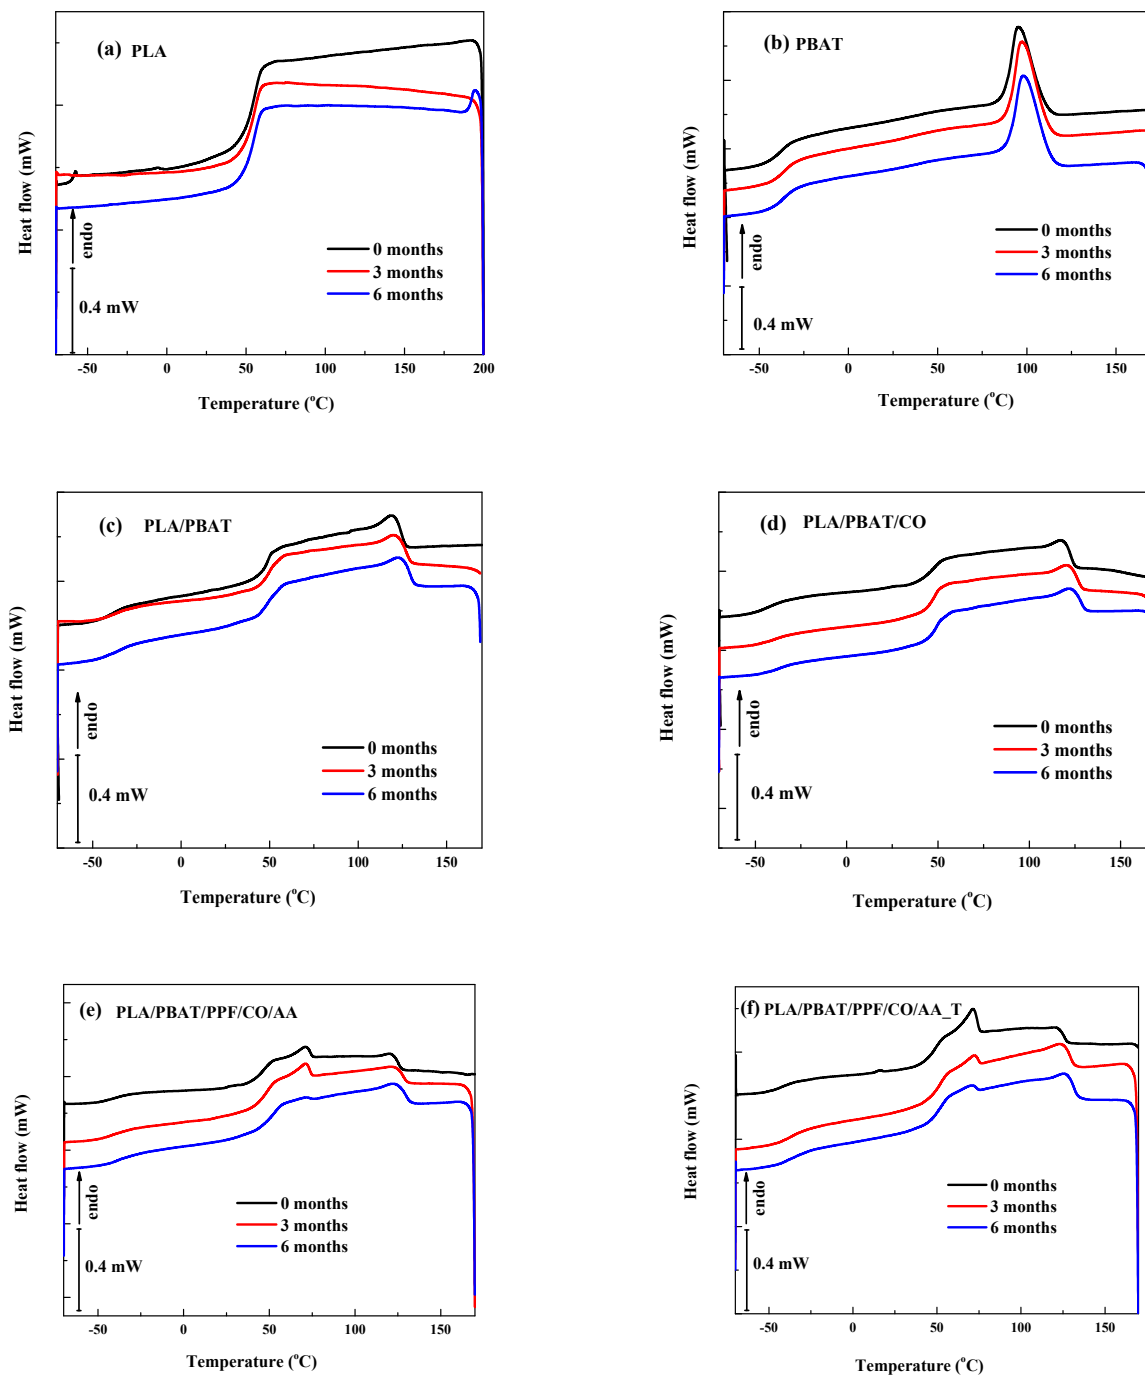 (a) PLA
Heat flow (mW)
endo
0.4 mW
0 months
3 months
6 months
-50 0 50 100 150 200
Temperature (°C)
(b) PBAT
Heat flow (mW)
endo
0.4 mW
0 months
3 months
6 months
-50 0 50 100 150
Temperature (°C)
(c) PLA/PBAT
Heat flow (mW)
endo
0.4 mW
0 months
3 months
6 months
-50 0 50 100 150
Temperature (°C)
(d) PLA/PBAT/CO
Heat flow (mW)
endo
0.4 mW
0 months
3 months
6 months
-50 0 50 100 150
Temperature (°C)
(e) PLA/PBAT/PPF/CO/AA
Heat flow (mW)
endo
0.4 mW
0 months
3 months
6 months
-50 0 50 100 150
Temperature (°C)
(f) PLA/PBAT/PPF/CO/AA_T
Heat flow (mW)
endo
0.4 mW
0 months
3 months
6 months
-50 0 50 100 150
Temperature (°C)